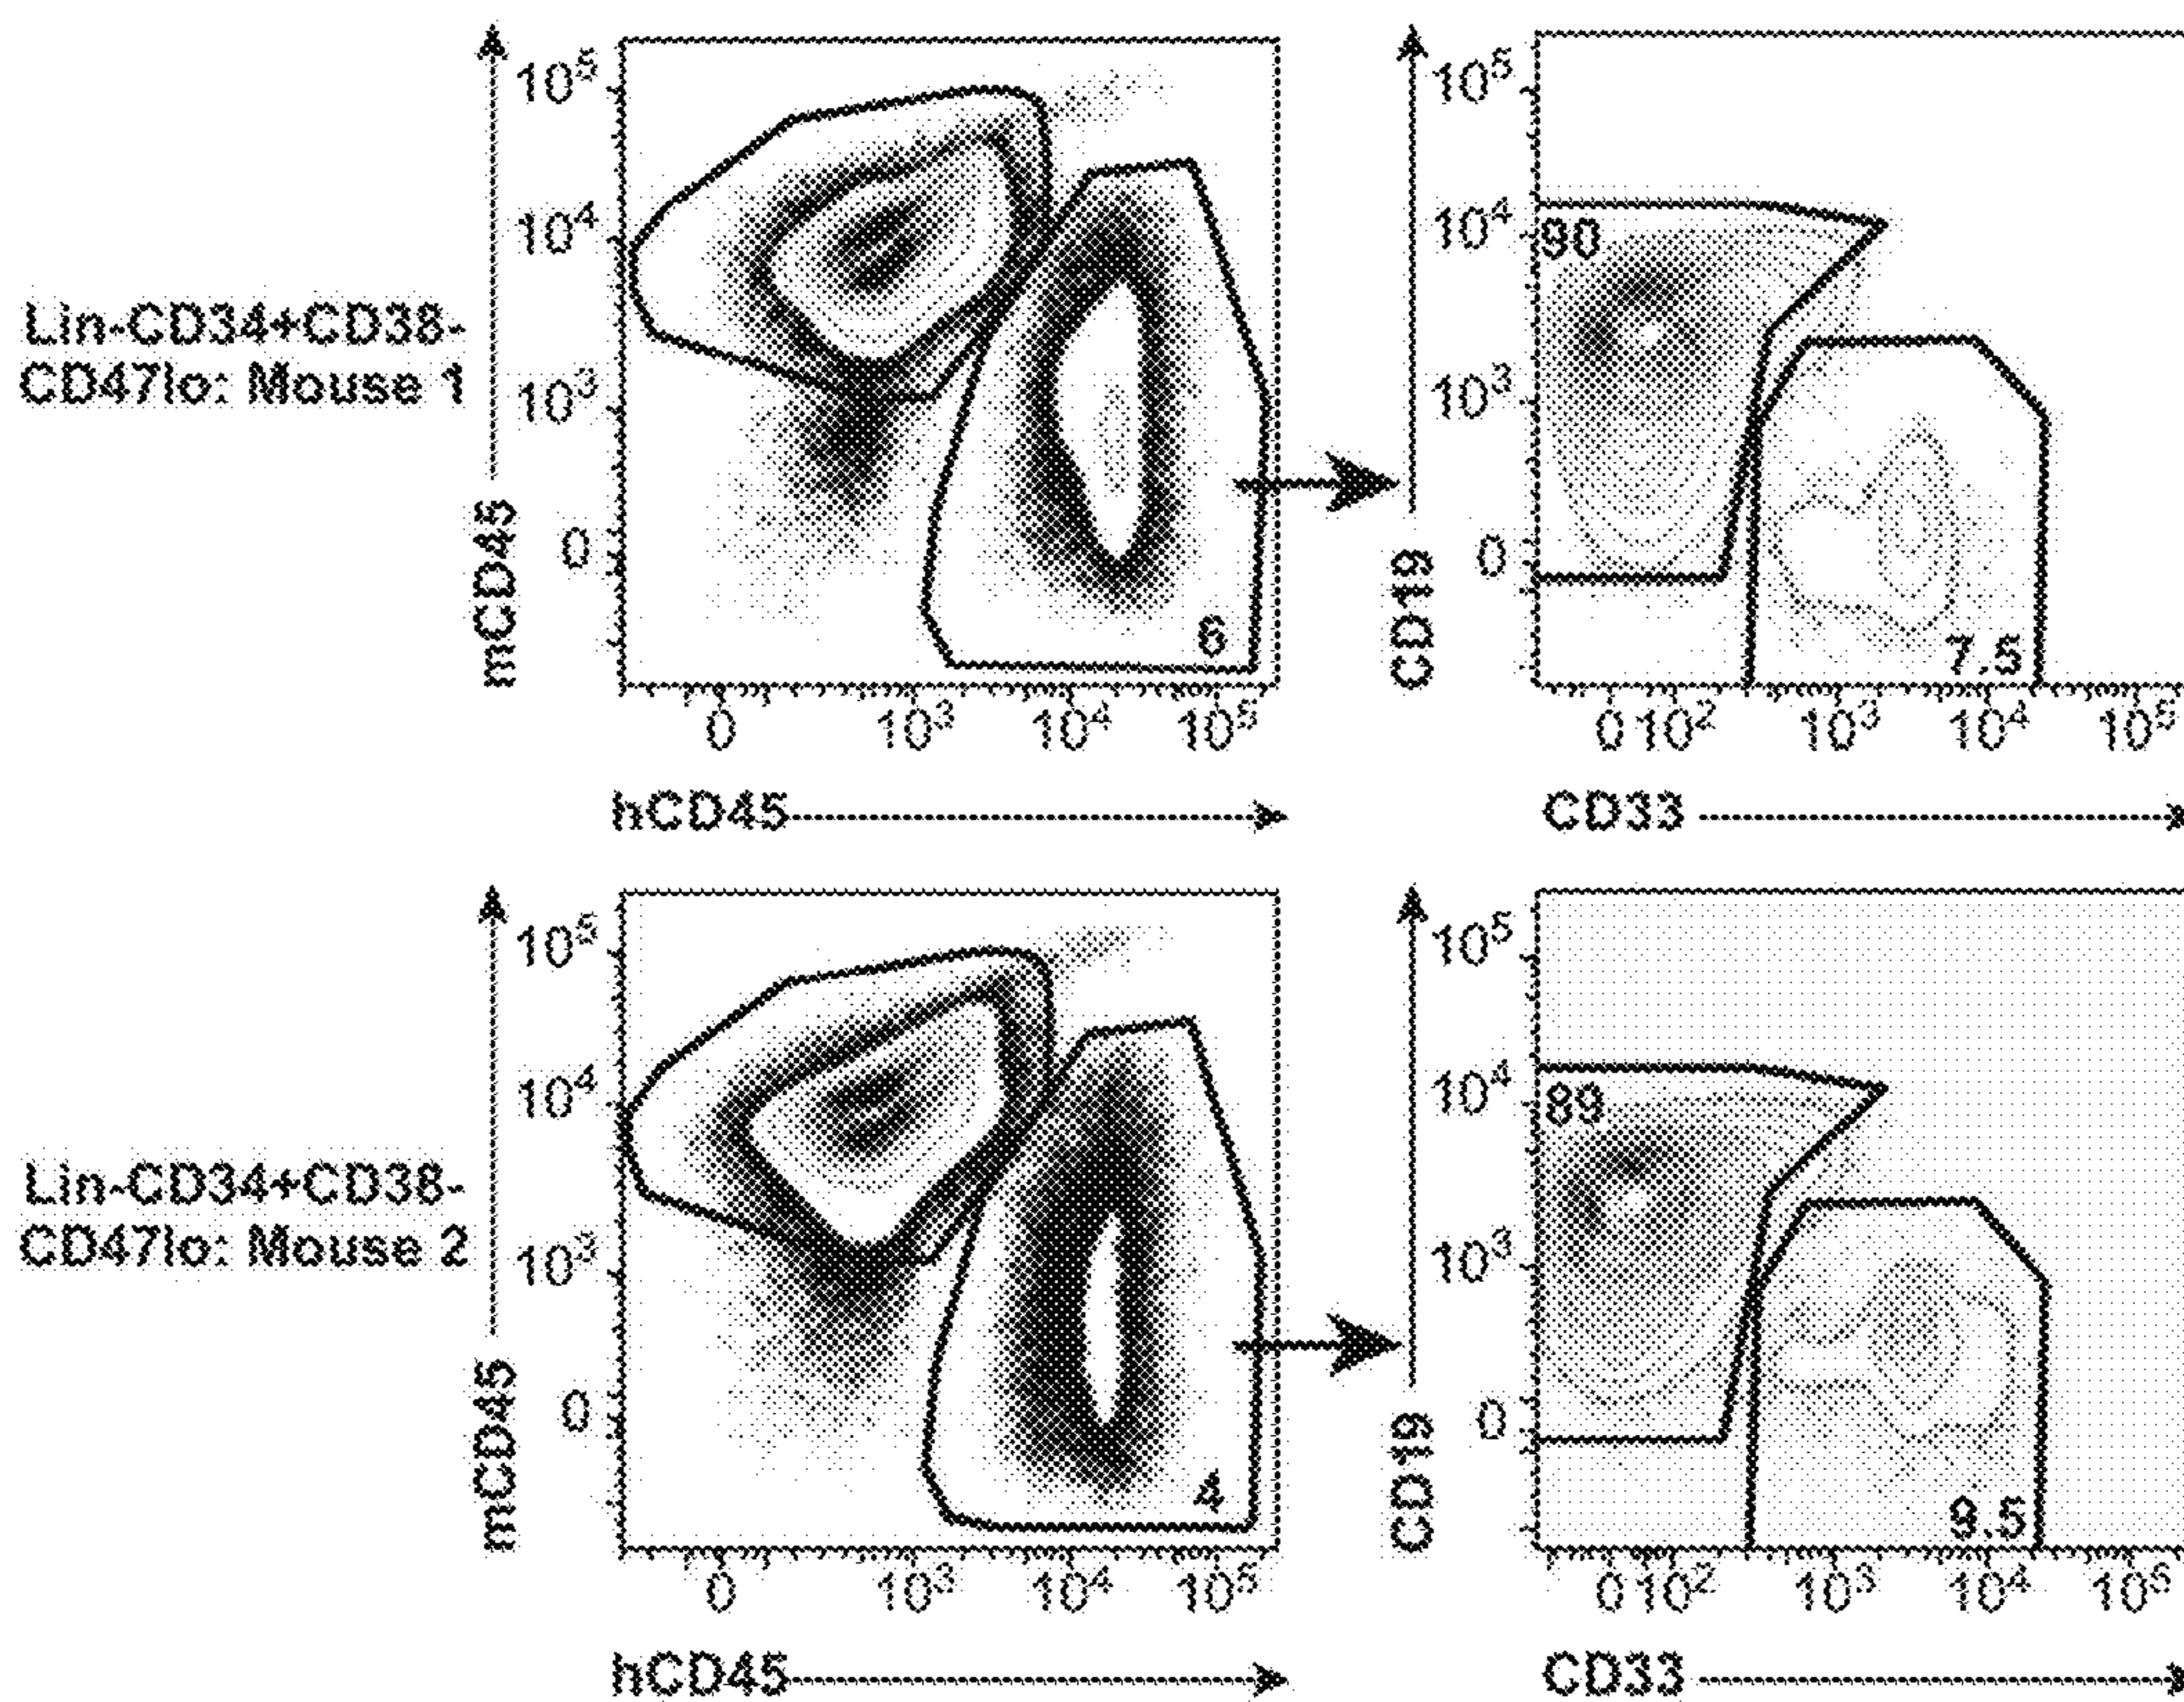 Lin-CD34+CD38-
CD47lo: Mouse 1
mCD45
10⁵
10⁴
10³
0
6
0 10³ 10⁴ 10⁵
hCD45
CD19
10⁵
10⁴
10³
0
90
7.5
0 10² 10³ 10⁴ 10⁵
CD33
Lin-CD34+CD38-
CD47lo: Mouse 2
mCD45
10⁵
10⁴
10³
0
4
0 10³ 10⁴ 10⁵
hCD45
CD19
10⁵
10⁴
10³
0
89
9.5
0 10² 10³ 10⁴ 10⁵
CD33